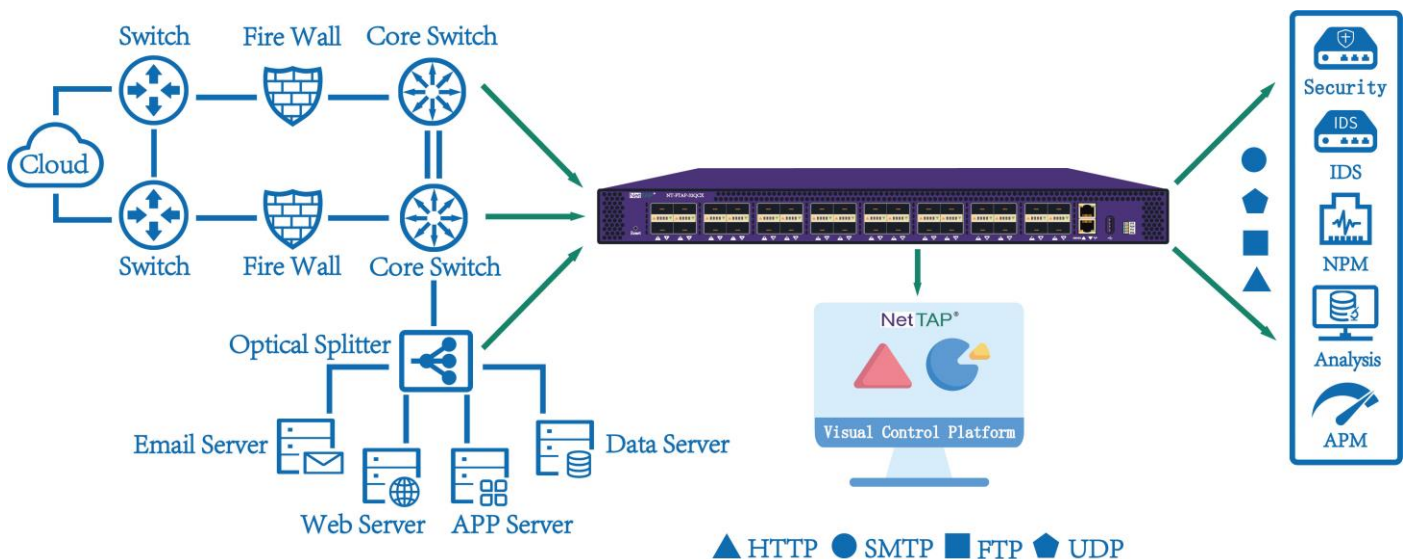 Switch
Fire Wall
Core Switch
Cloud
Switch
Fire Wall
Core Switch
Optical Splitter
Email Server
Data Server
Web Server
APP Server
NetTAP®
Visual Control Platform
Security
IDS
IDS
NPM
Analysis
APM
HTTP
SMTP
FTP
UDP